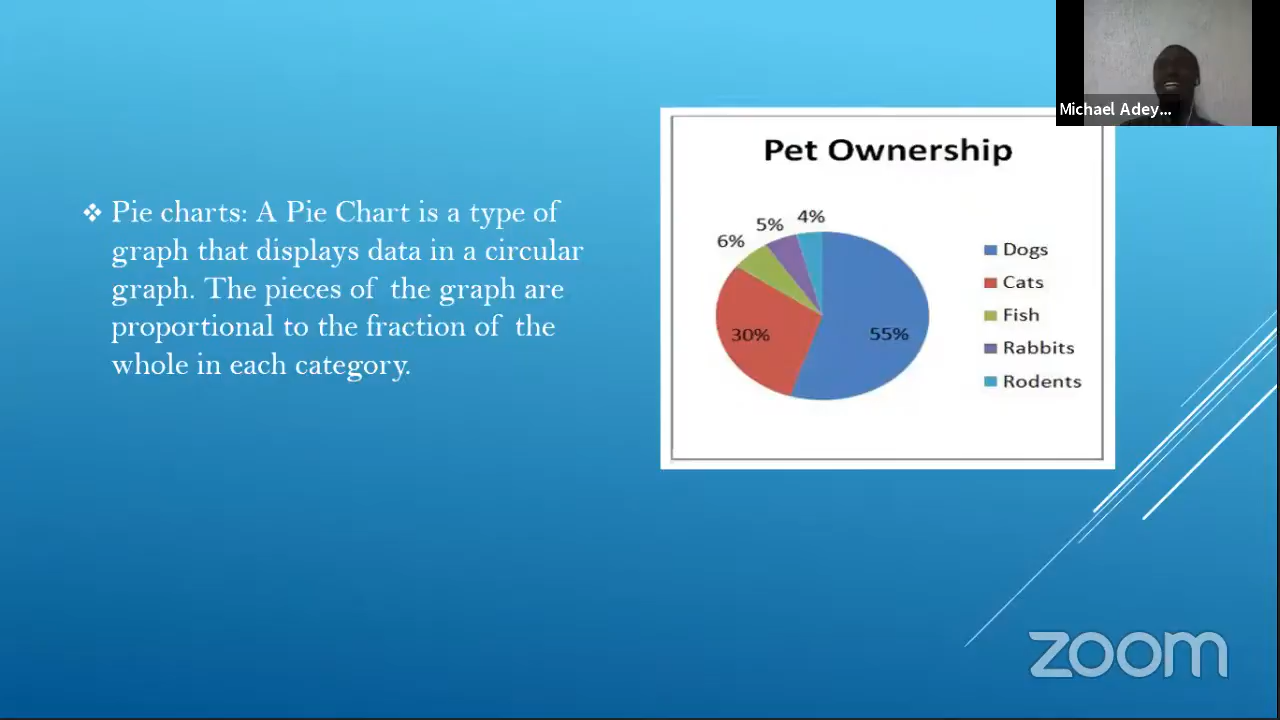 Michael Adey...
Pet Ownership
❖ Pie charts: A Pie Chart is a type of
graph that displays data in a circular
graph. The pieces of the graph are
proportional to the fraction of the
whole in each category.
4%
5%
6%
30%
55%
Dogs
Cats
Fish
Rabbits
Rodents
zoom